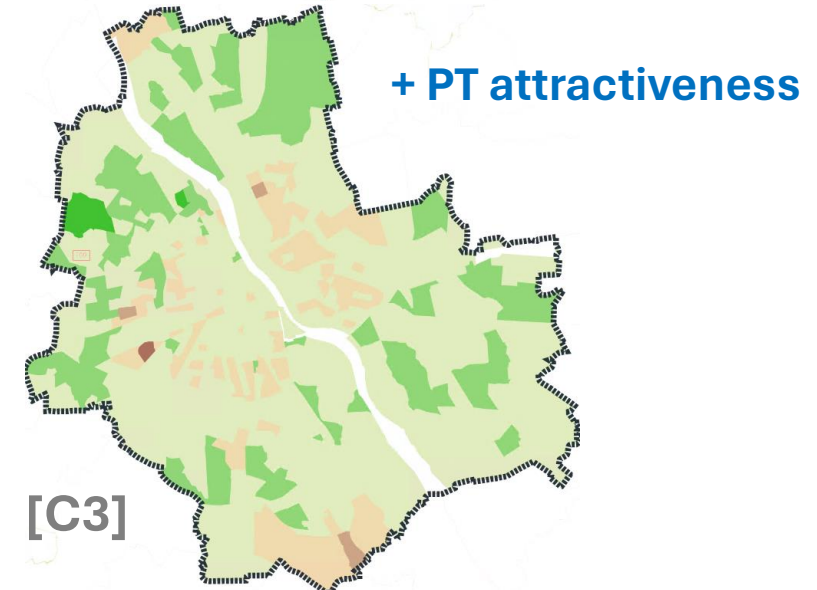 + PT attractiveness
[C3]